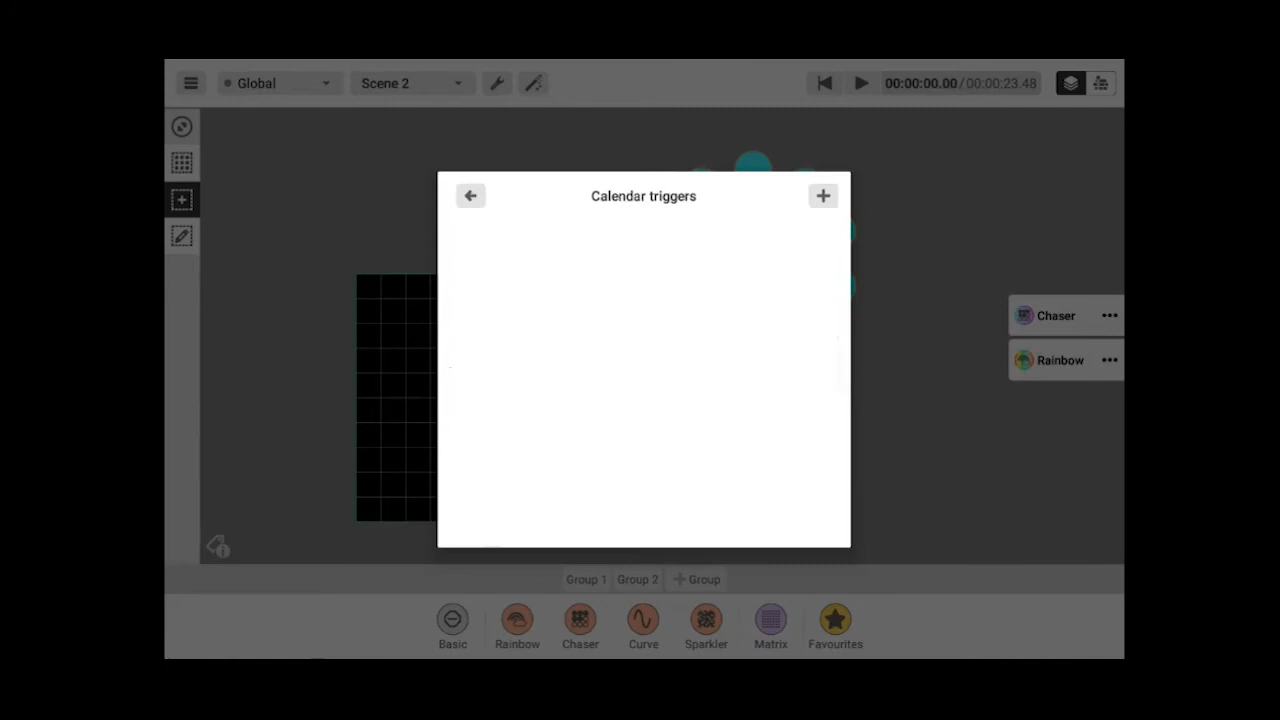 Global
Scene 2
00:00:00.00/00:00:23.48
Calendar triggers
Chaser
Rainbow
Group 1 Group 2 + Group
Basic Rainbow Chaser Curve Sparkler Matrix Favourites